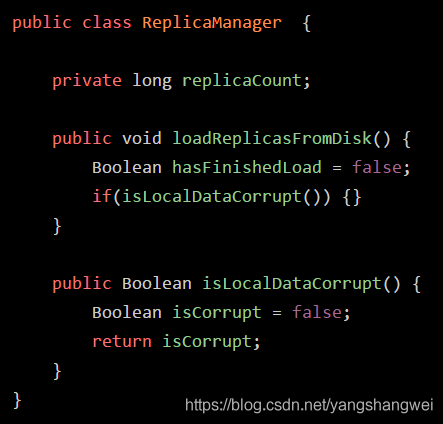 public class ReplicaManager  {
    private long replicaCount;
    public void loadReplicasFromDisk() {
        Boolean hasFinishedLoad = false;
        if(isLocalDataCorrupt()) {}
    }
    public Boolean isLocalDataCorrupt() {
        Boolean isCorrupt = false;
        return isCorrupt;
    }
}
https://blog.csdn.net/yangshangwei